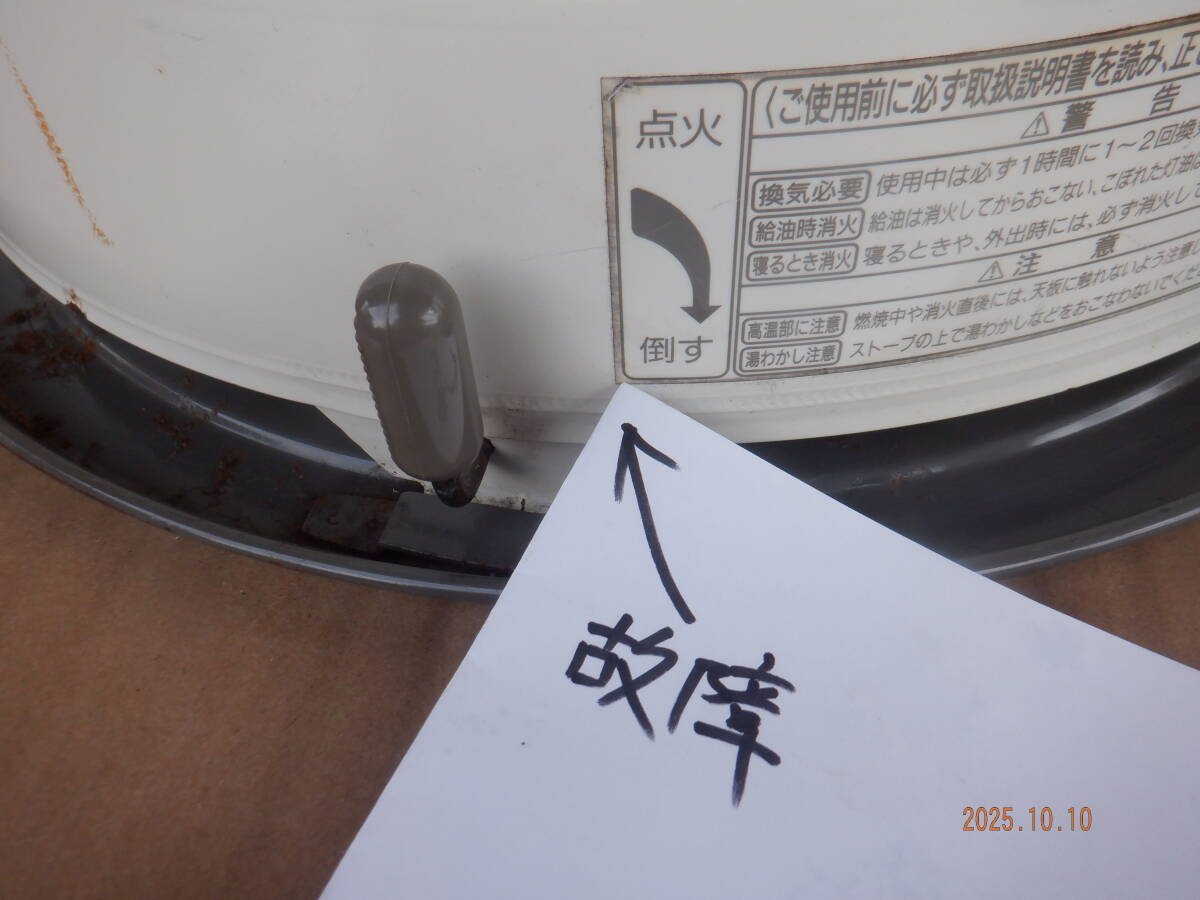 点火
倒す
〈ご使用前に必ず取扱説明書を読み、正し
⚠警告
換気必要 使用中は必ず1時間に1〜2回換気
給油時消火 給油は消火してからおこない、こぼれた灯油は
寝るとき消火 寝るときや、外出時には、必ず消火して
⚠注意
高温部に注意 燃焼中や消火直後には、天板に触れないよう注意し
湯わかし注意 ストーブの上で湯わかしなどをおこなわないでくだ
故障
2025.10.10